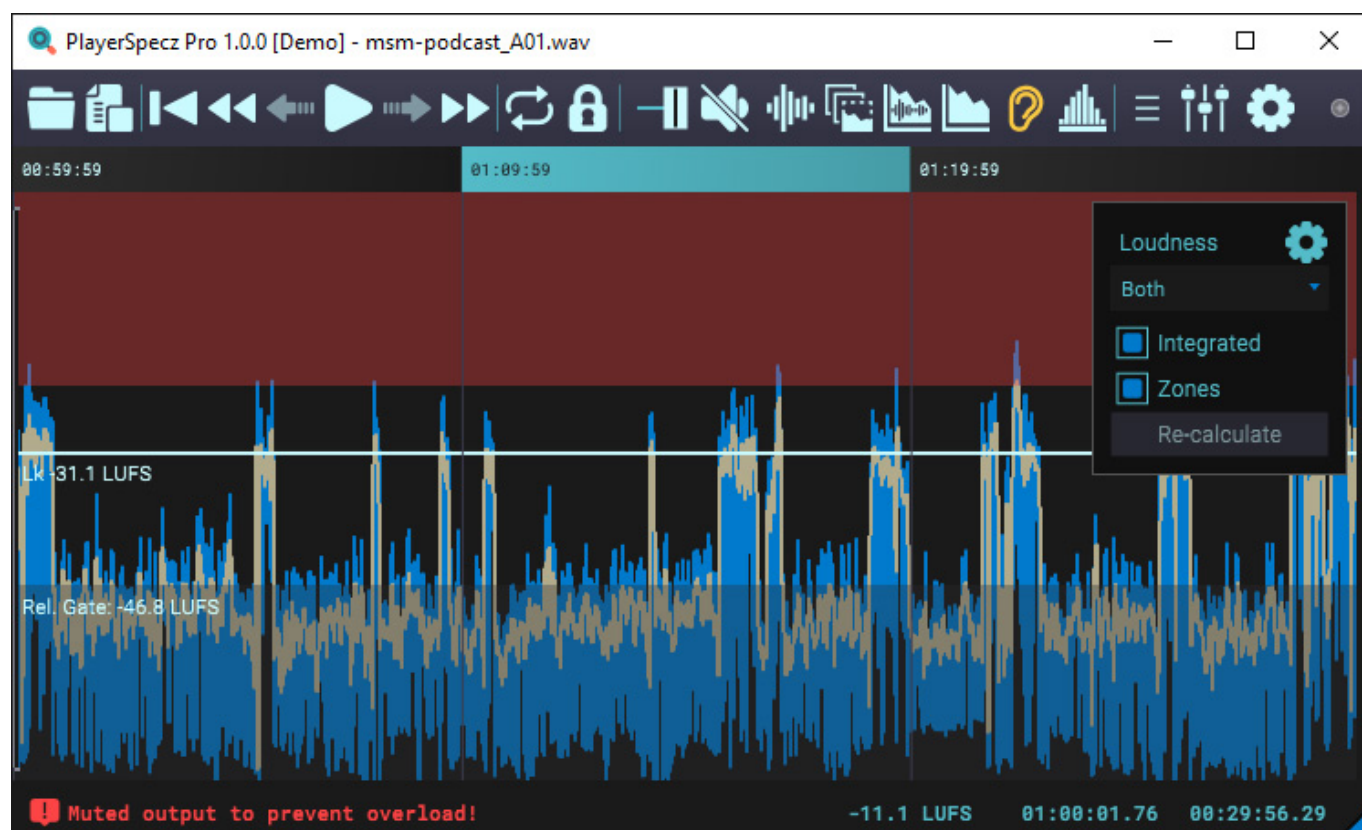 PlayerSpecz Pro 1.0.0 [Demo] - msm-podcast_A01.wav
00:59:59 01:09:59 01:19:59
Loudness
Both
Integrated
Zones
Re-calculate
Lk -31.1 LUFS
Rel. Gate: -46.8 LUFS
Muted output to prevent overload! -11.1 LUFS 01:00:01.76 00:29:56.29